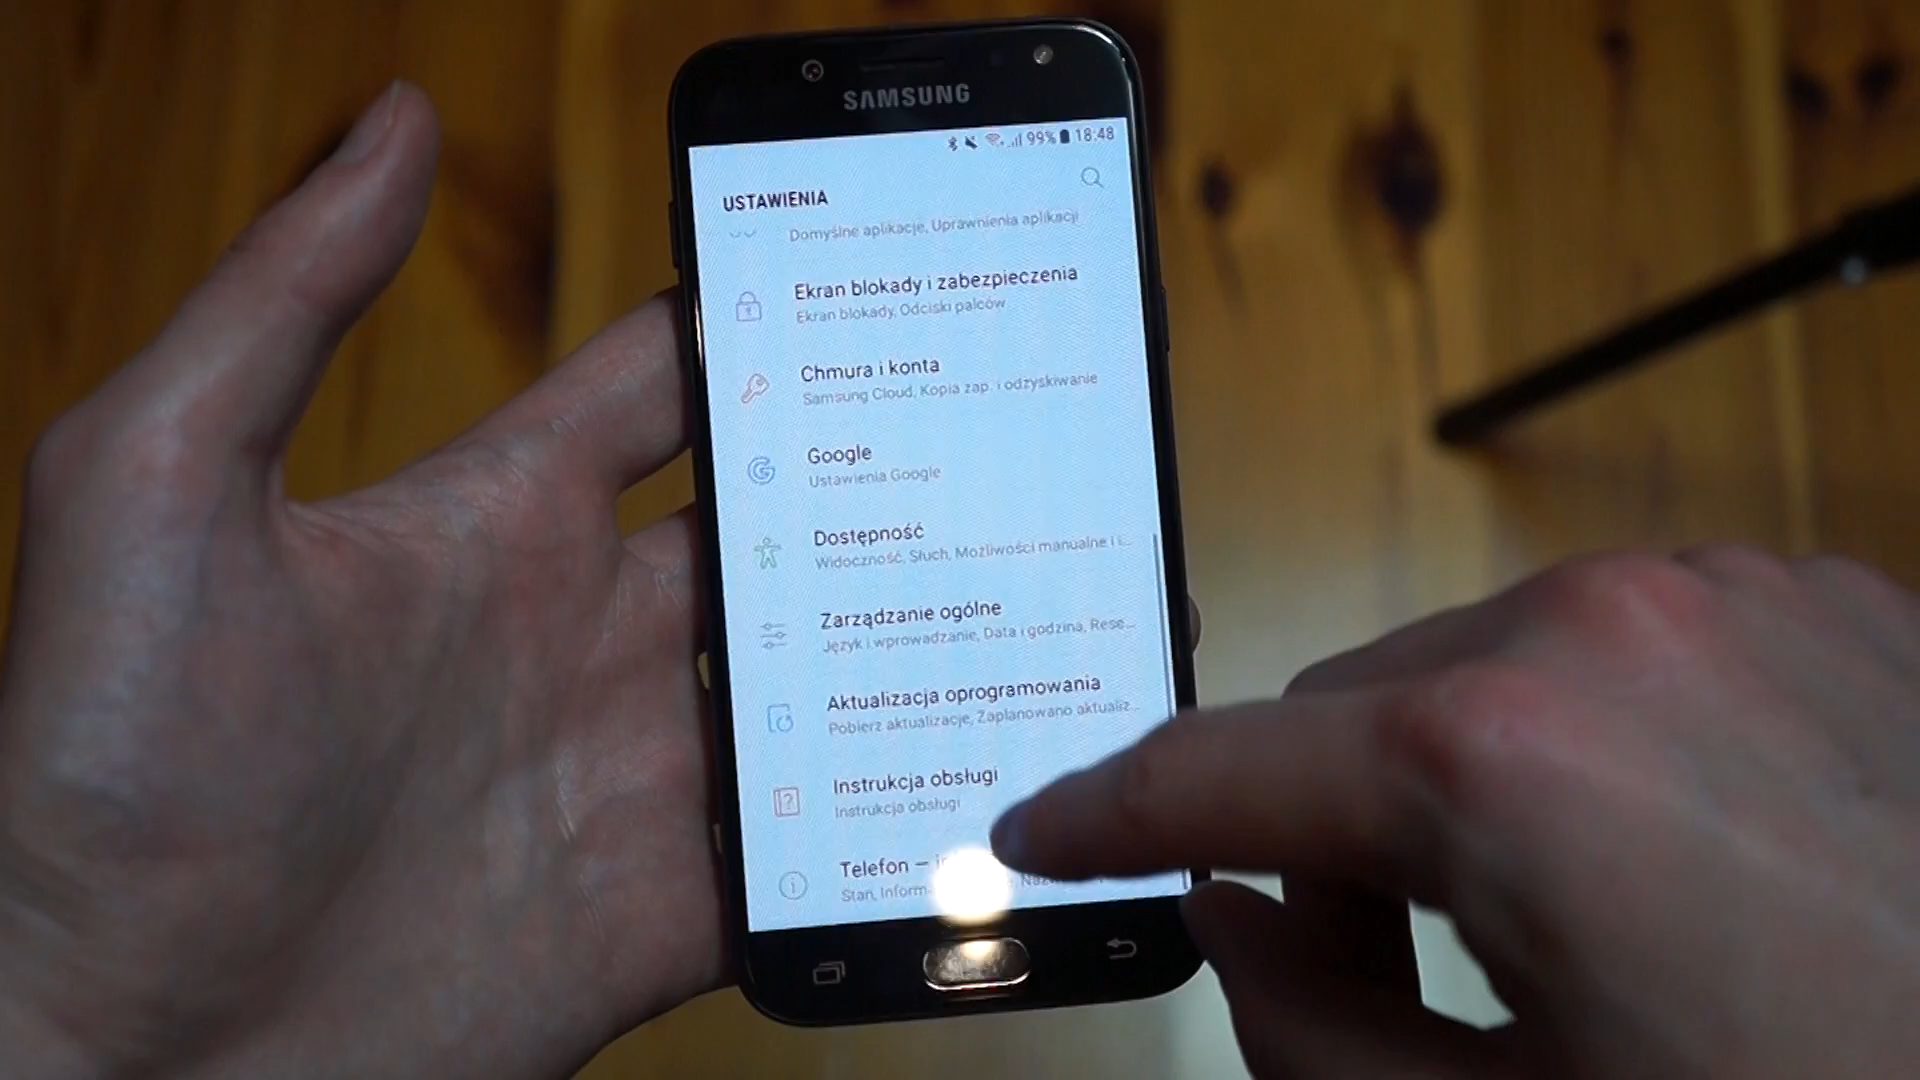 SAMSUNG
99% 18:48
USTAWIENIA
Domyślne aplikacje, Uprawnienia aplikacji
Ekran blokady i zabezpieczenia
Ekran blokady, Odciski palców
Chmura i konta
Samsung Cloud, Kopia zap. i odzyskiwanie
Google
Ustawienia Google
Dostępność
Widoczność, Słuch, Możliwości manualne i i...
Zarządzanie ogólne
Język i wprowadzanie, Data i godzina, Rese...
Aktualizacja oprogramowania
Pobierz aktualizacje, Zaplanowano aktualiz...
Instrukcja obsługi
Instrukcja obsługi
Telefon –
Stan,